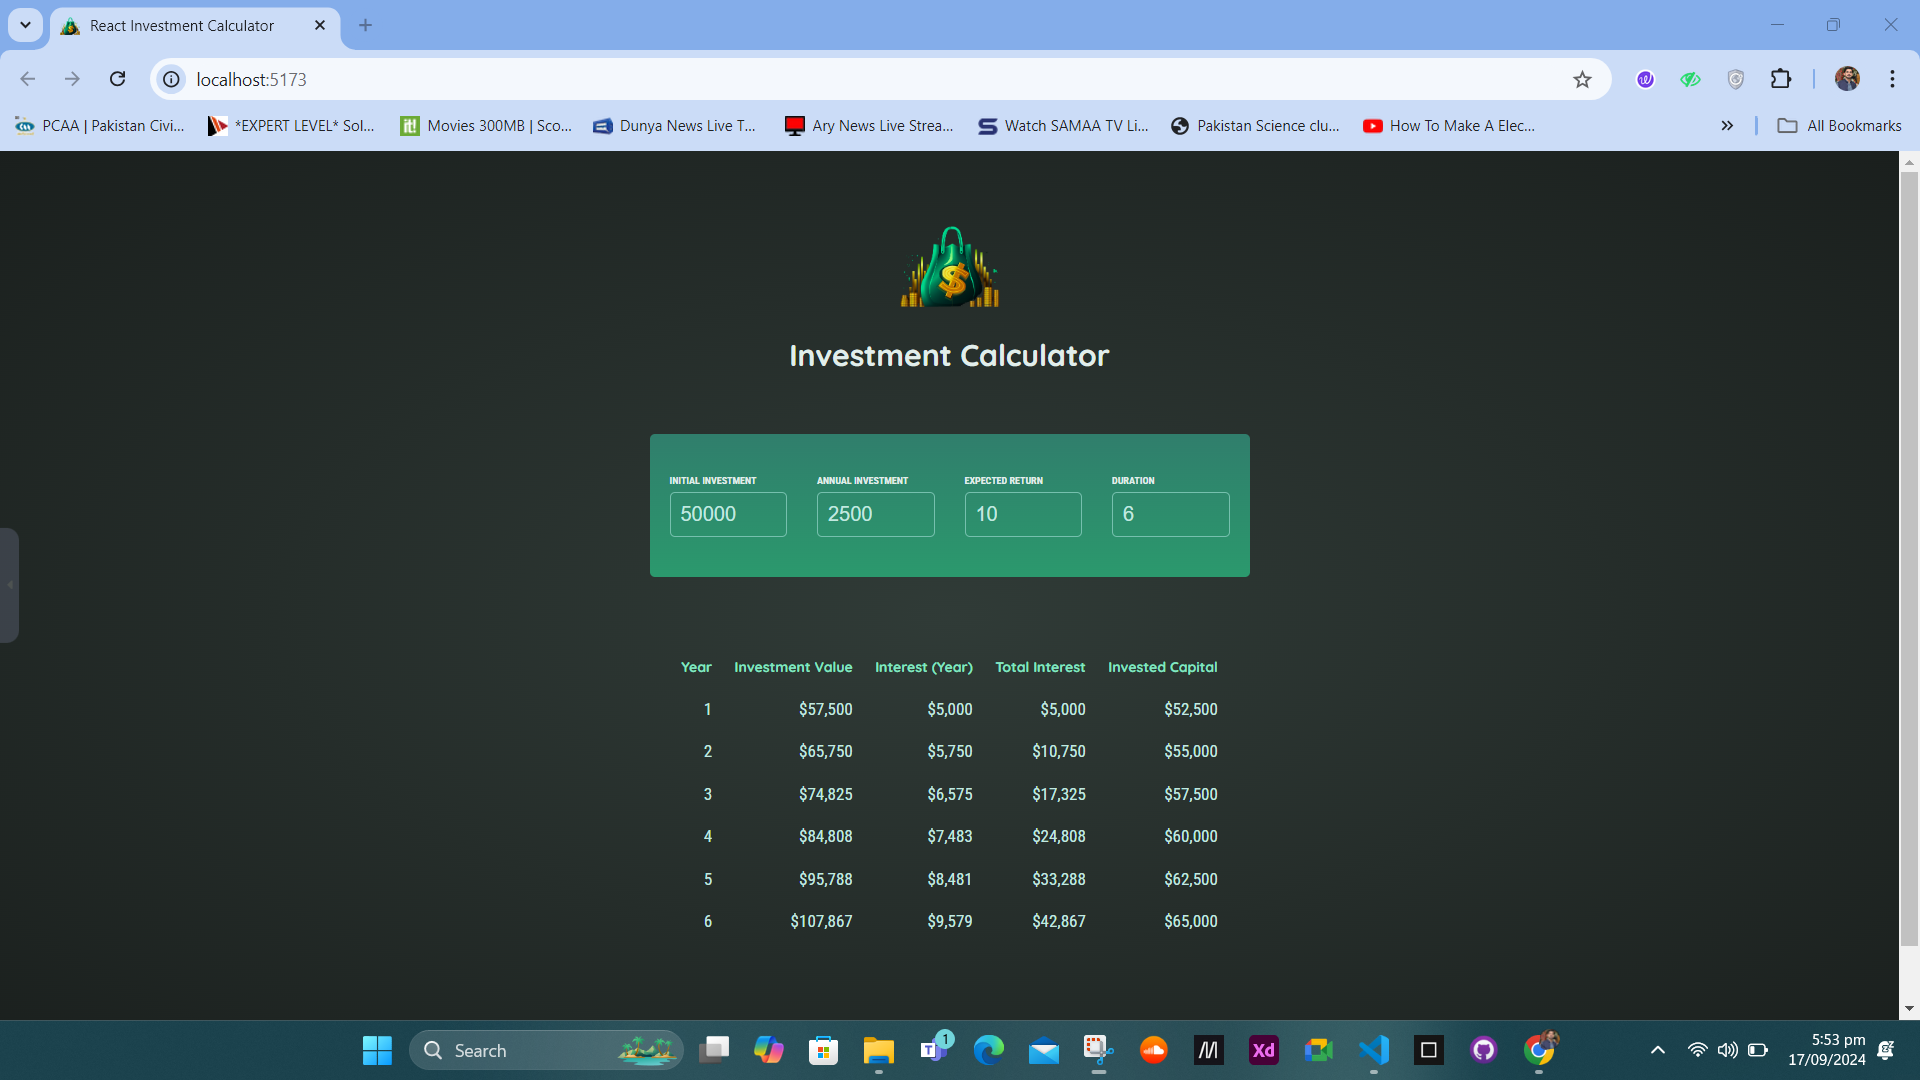 React Investment Calculator
localhost:5173
PCAA | Pakistan Civi... *EXPERT LEVEL* Sol... Movies 300MB | Sco... Dunya News Live T... Ary News Live Strea... Watch SAMAA TV Li... Pakistan Science clu... How To Make A Elec... All Bookmarks
$
Investment Calculator
INITIAL INVESTMENT ANNUAL INVESTMENT EXPECTED RETURN DURATION
50000 2500 10 6
Year Investment Value Interest (Year) Total Interest Invested Capital
1 $57,500 $5,000 $5,000 $52,500
2 $65,750 $5,750 $10,750 $55,000
3 $74,825 $6,575 $17,325 $57,500
4 $84,808 $7,483 $24,808 $60,000
5 $95,788 $8,481 $33,288 $62,500
6 $107,867 $9,579 $42,867 $65,000
Search
T
1
Xd
5:53 pm
17/09/2024